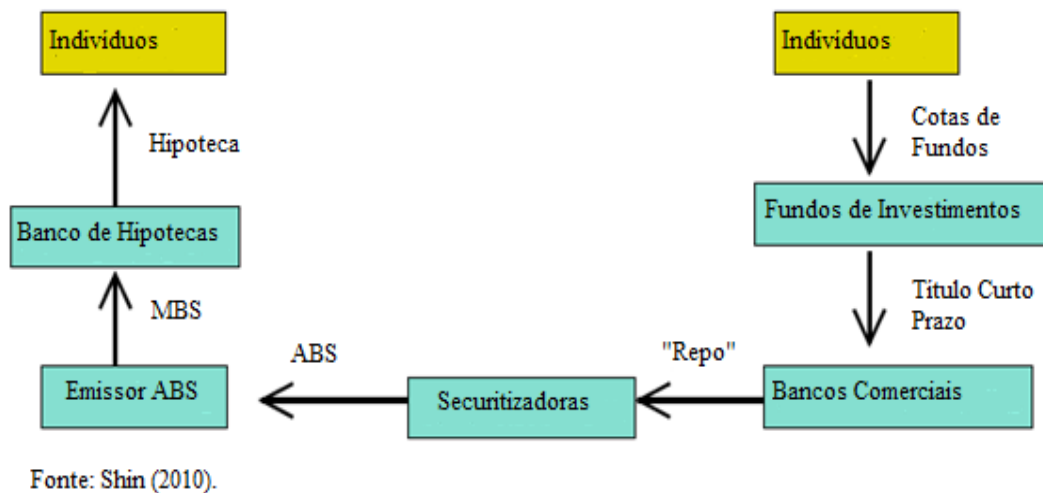 Indivíduos
Indivíduos
Hipoteca
Cotas de
Fundos
Banco de Hipotecas
Fundos de Investimentos
MBS
Título Curto
Prazo
ABS
"Repo"
Emissor ABS
Securitizadoras
Bancos Comerciais
Fonte: Shin (2010).